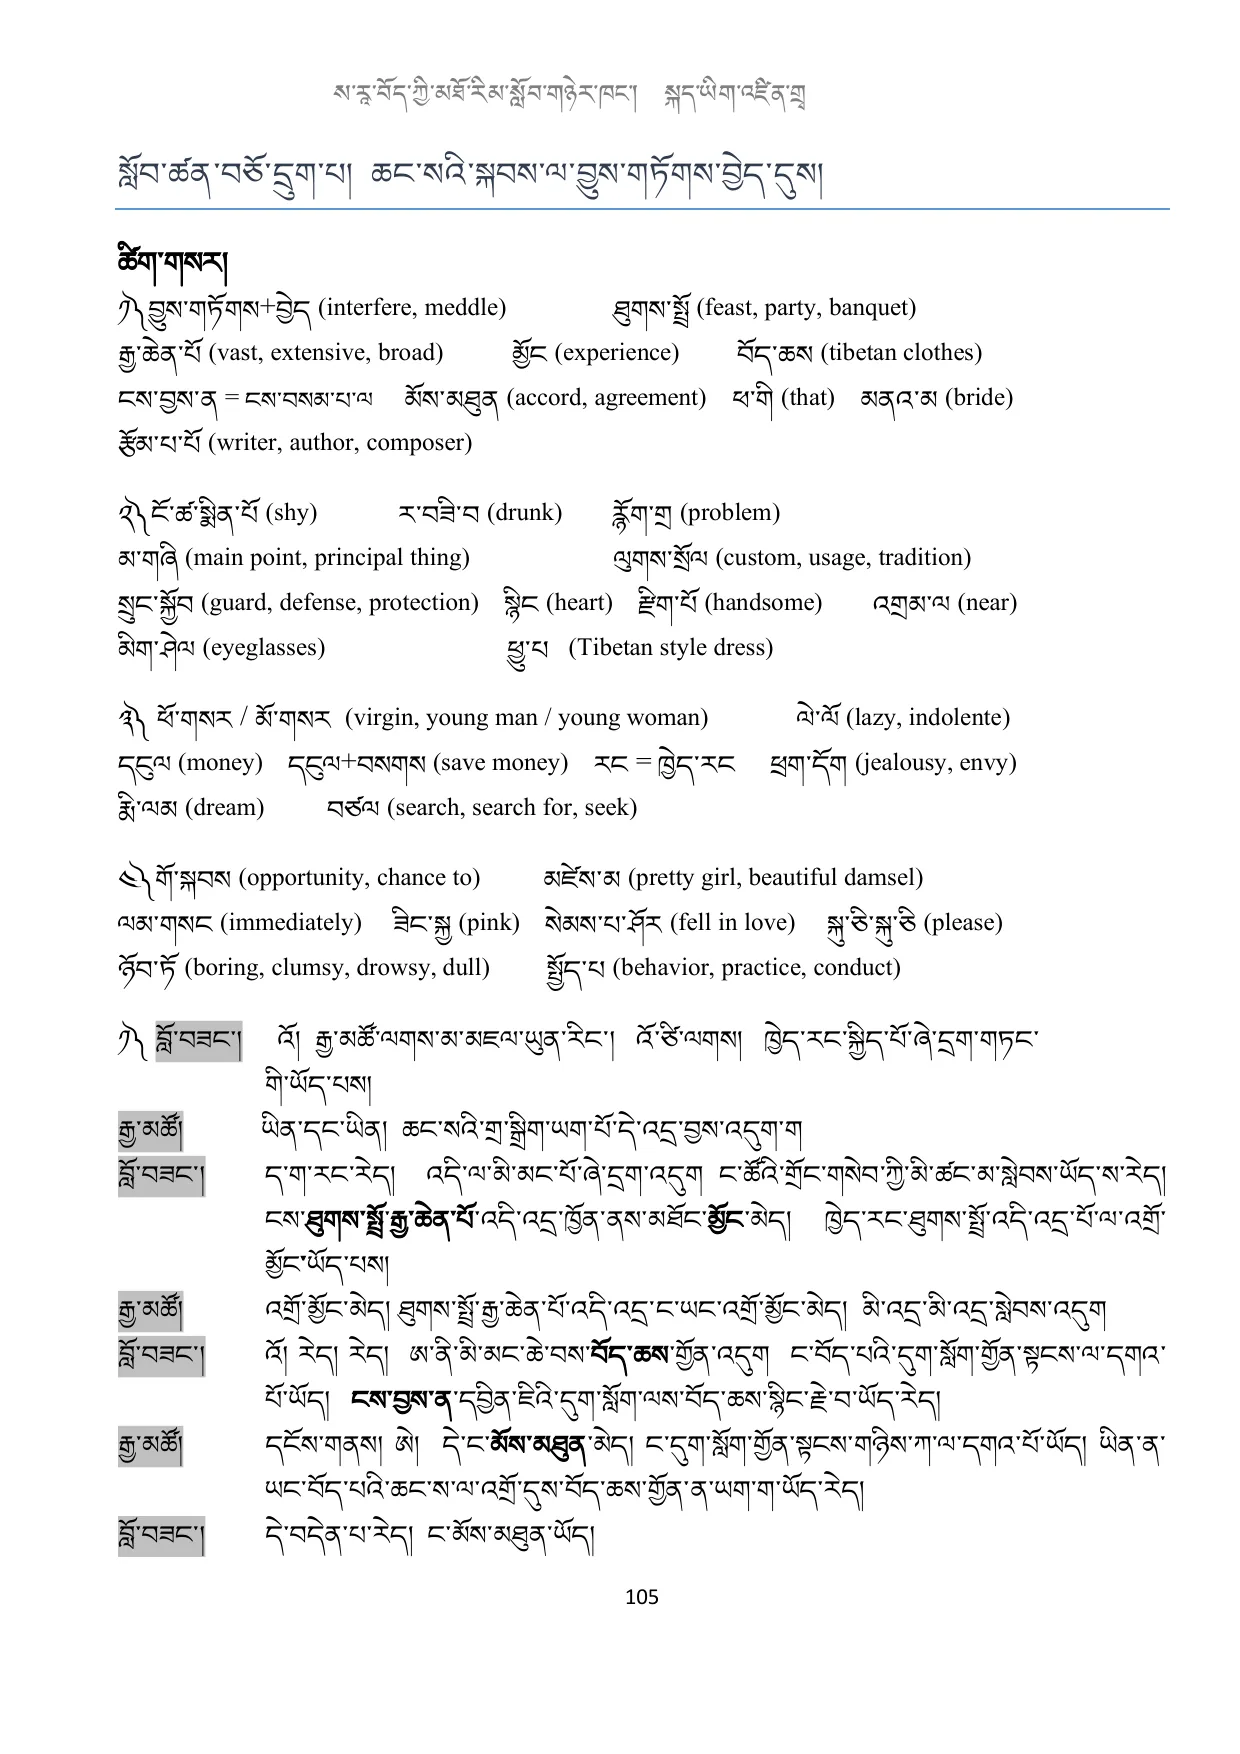 ས་རཱ་བོད་ཀྱི་མཐོ་རིམ་སློབ་གཉེར་ཁང་། སྐད་ཡིག་འཛིན་གྲྭ
སློབ་ཚན་བཅོ་དྲུག་པ། ཆང་སའི་སྐབས་ལ་བྱུས་གཏོགས་བྱེད་དུས།
ཚིག་གསར།
༡༽བྱུས་གཏོགས+བྱེད (interfere, meddle) ཐུགས་སྤྲོ (feast, party, banquet)
རྒྱ་ཆེན་པོ (vast, extensive, broad) མྱོང (experience) བོད་ཆས (tibetan clothes)
ངས་བྱས་ན = ངས་བསམ་པ་ལ མོས་མཐུན (accord, agreement) ཕ་གི (that) མནའ་མ (bride)
རྩོམ་པ་པོ (writer, author, composer)
༢༽ངོ་ཚ་སྨིན་པོ (shy) ར་བཟི་བ (drunk) རྙོག་གྲ (problem)
མ་གཞི (main point, principal thing) ལུགས་སྲོལ (custom, usage, tradition)
སྲུང་སྐྱོབ (guard, defense, protection) སྙིང (heart) རྫིག་པོ (handsome) འགྲམ་ལ (near)
མིག་ཤེལ (eyeglasses) ཕྱུ་པ (Tibetan style dress)
༣༽ ཕོ་གསར / མོ་གསར (virgin, young man / young woman) ལེ་ལོ (lazy, indolente)
དངུལ (money) དངུལ+བསགས (save money) རང = ཁྱེད་རང ཕྲག་དོག (jealousy, envy)
རྨི་ལམ (dream) བཙལ (search, search for, seek)
༤༽གོ་སྐབས (opportunity, chance to) མཛེས་མ (pretty girl, beautiful damsel)
ལམ་གསང (immediately) ཟིང་སྐྱ (pink) སེམས་པ་ཤོར (fell in love) སྐུ་ཅི་སྐུ་ཅི (please)
ཉོབ་ཏོ (boring, clumsy, drowsy, dull) སྤྱོད་པ (behavior, practice, conduct)
༡༽ བློ་བཟང་། འོ། རྒྱ་མཚོ་ལགས་མ་མཇལ་ཡུན་རིང་། འོ་ཙི་ལགས། ཁྱེད་རང་སྐྱིད་པོ་ཞེ་དྲག་གཏང་
གི་ཡོད་པས།
རྒྱ་མཚོ། ཡིན་དང་ཡིན། ཆང་སའི་གྲ་སྒྲིག་ཡག་པོ་དེ་འདྲ་བྱས་འདུག་ག
བློ་བཟང་། ད་ག་རང་རེད། འདི་ལ་མི་མང་པོ་ཞེ་དྲག་འདུག ང་ཚོའི་གྲོང་གསེབ་ཀྱི་མི་ཚང་མ་སླེབས་ཡོད་ས་རེད།
ངས་ཐུགས་སྤྲོ་རྒྱ་ཆེན་པོ་འདི་འདྲ་ཁྱོན་ནས་མཐོང་མྱོང་མེད། ཁྱེད་རང་ཐུགས་སྤྲོ་འདི་འདྲ་པོ་ལ་འགྲོ་
མྱོང་ཡོད་པས།
རྒྱ་མཚོ། འགྲོ་མྱོང་མེད། ཐུགས་སྤྲོ་རྒྱ་ཆེན་པོ་འདི་འདྲ་ང་ཡང་འགྲོ་མྱོང་མེད། མི་འདྲ་མི་འདྲ་སླེབས་འདུག
བློ་བཟང་། འོ། རེད། རེད། ཨ་ནི་མི་མང་ཆེ་བས་བོད་ཆས་གྱོན་འདུག ང་བོད་པའི་དུག་སློག་གྱོན་སྟངས་ལ་དགའ་
པོ་ཡོད། ངས་བྱས་ན་དབྱིན་ཇིའི་དུག་སློག་ལས་བོད་ཆས་སྙིང་རྗེ་བ་ཡོད་རེད།
རྒྱ་མཚོ། དངོས་གནས། ཨེ། དེ་ང་མོས་མཐུན་མེད། ང་དུག་སློག་གྱོན་སྟངས་གཉིས་ཀ་ལ་དགའ་པོ་ཡོད། ཡིན་ན་
ཡང་བོད་པའི་ཆང་ས་ལ་འགྲོ་དུས་བོད་ཆས་གྱོན་ན་ཡག་ག་ཡོད་རེད།
བློ་བཟང་། དེ་བདེན་པ་རེད། ང་མོས་མཐུན་ཡོད།
105